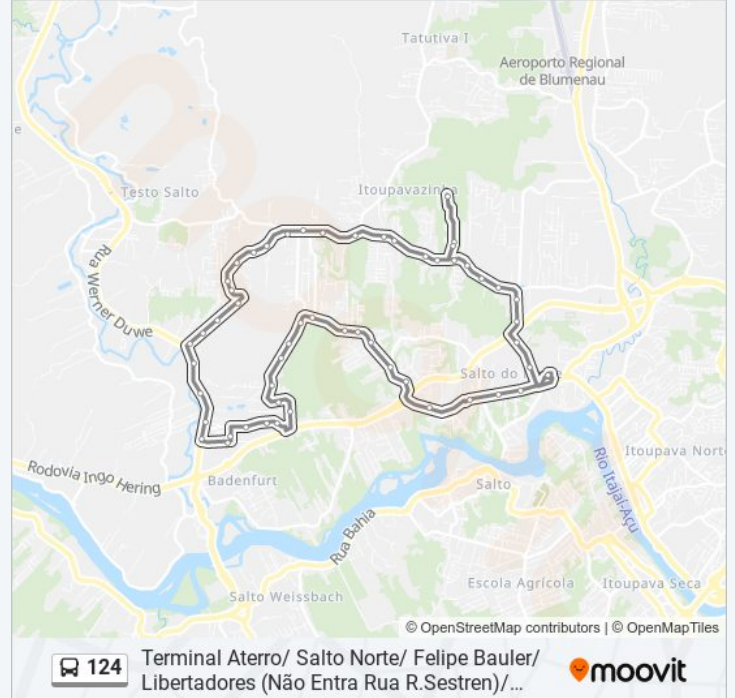 Tatutiva I
Aeroporto Regional
de Blumenau
e
Testo Salto
Itoupavazinha
Rua Werner Duwe
Salto do
Rodovia Ingo Hering
Badenfurt
Itoupava Nort
Salto
Rio Itajaí-Açu
Rua Bahia
Escola Agrícola
Itoupava Seca
Salto Weissbach
© OpenStreetMap contributors | © OpenMapTiles
124
Terminal Aterro/ Salto Norte/ Felipe Bauler/
Libertadores (Não Entra Rua R.Sestren)/...
moovit